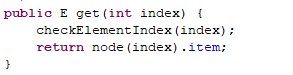 public E get(int index) {
    checkElementIndex(index);
    return node(index).item;
}